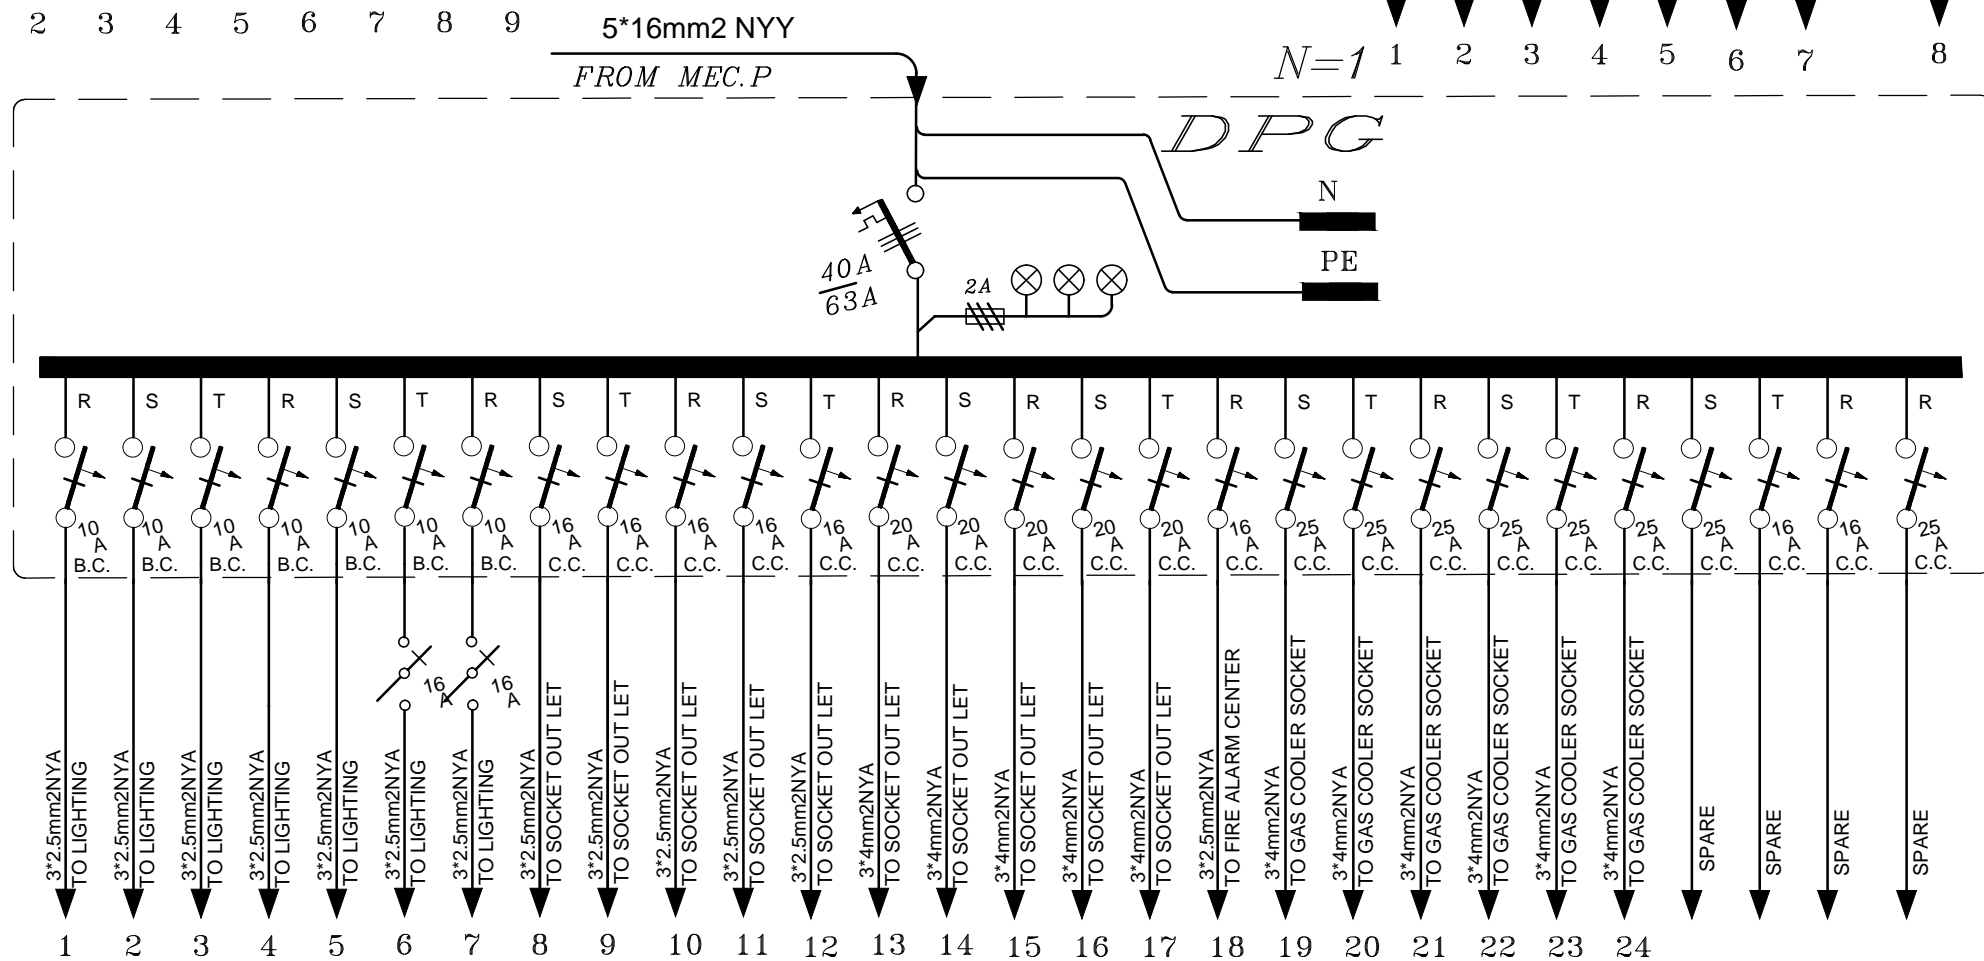 2 3 4 5 6 7 8 9
5*16mm2 NYY
FROM MEC.P
N=1
1 2 3 4 5 6 7 8
DPG
N
PE
40A
63A
2A
R S T R S T R S T R S T R S R S T R S T R S T R S T R R
10 A 10 A 10 A 10 A 10 A 10 A 10 A 16 A 16 A 16 A 16 A 16 A 20 A 20 A 20 A 20 A 20 A 16 A 25 A 25 A 25 A 25 A 25 A 25 A 25 A 16 A 16 A 25 A
B.C. B.C. B.C. B.C. B.C. B.C. B.C. C.C. C.C. C.C. C.C. C.C. C.C. C.C. C.C. C.C. C.C. C.C. C.C. C.C. C.C. C.C. C.C. C.C. C.C. C.C. C.C. C.C.
16 A 16 A
3*2.5mm2NYA
TO LIGHTING
3*2.5mm2NYA
TO LIGHTING
3*2.5mm2NYA
TO LIGHTING
3*2.5mm2NYA
TO LIGHTING
3*2.5mm2NYA
TO LIGHTING
3*2.5mm2NYA
TO LIGHTING
3*2.5mm2NYA
TO LIGHTING
3*2.5mm2NYA
TO SOCKET OUT LET
3*2.5mm2NYA
TO SOCKET OUT LET
3*2.5mm2NYA
TO SOCKET OUT LET
3*2.5mm2NYA
TO SOCKET OUT LET
3*2.5mm2NYA
TO SOCKET OUT LET
3*4mm2NYA
TO SOCKET OUT LET
3*4mm2NYA
TO SOCKET OUT LET
3*4mm2NYA
TO SOCKET OUT LET
3*4mm2NYA
TO SOCKET OUT LET
3*4mm2NYA
TO SOCKET OUT LET
3*2.5mm2NYA
TO FIRE ALARM CENTER
3*4mm2NYA
TO GAS COOLER SOCKET
3*4mm2NYA
TO GAS COOLER SOCKET
3*4mm2NYA
TO GAS COOLER SOCKET
3*4mm2NYA
TO GAS COOLER SOCKET
3*4mm2NYA
TO GAS COOLER SOCKET
3*4mm2NYA
TO GAS COOLER SOCKET
SPARE
SPARE
SPARE
SPARE
1 2 3 4 5 6 7 8 9 10 11 12 13 14 15 16 17 18 19 20 21 22 23 24